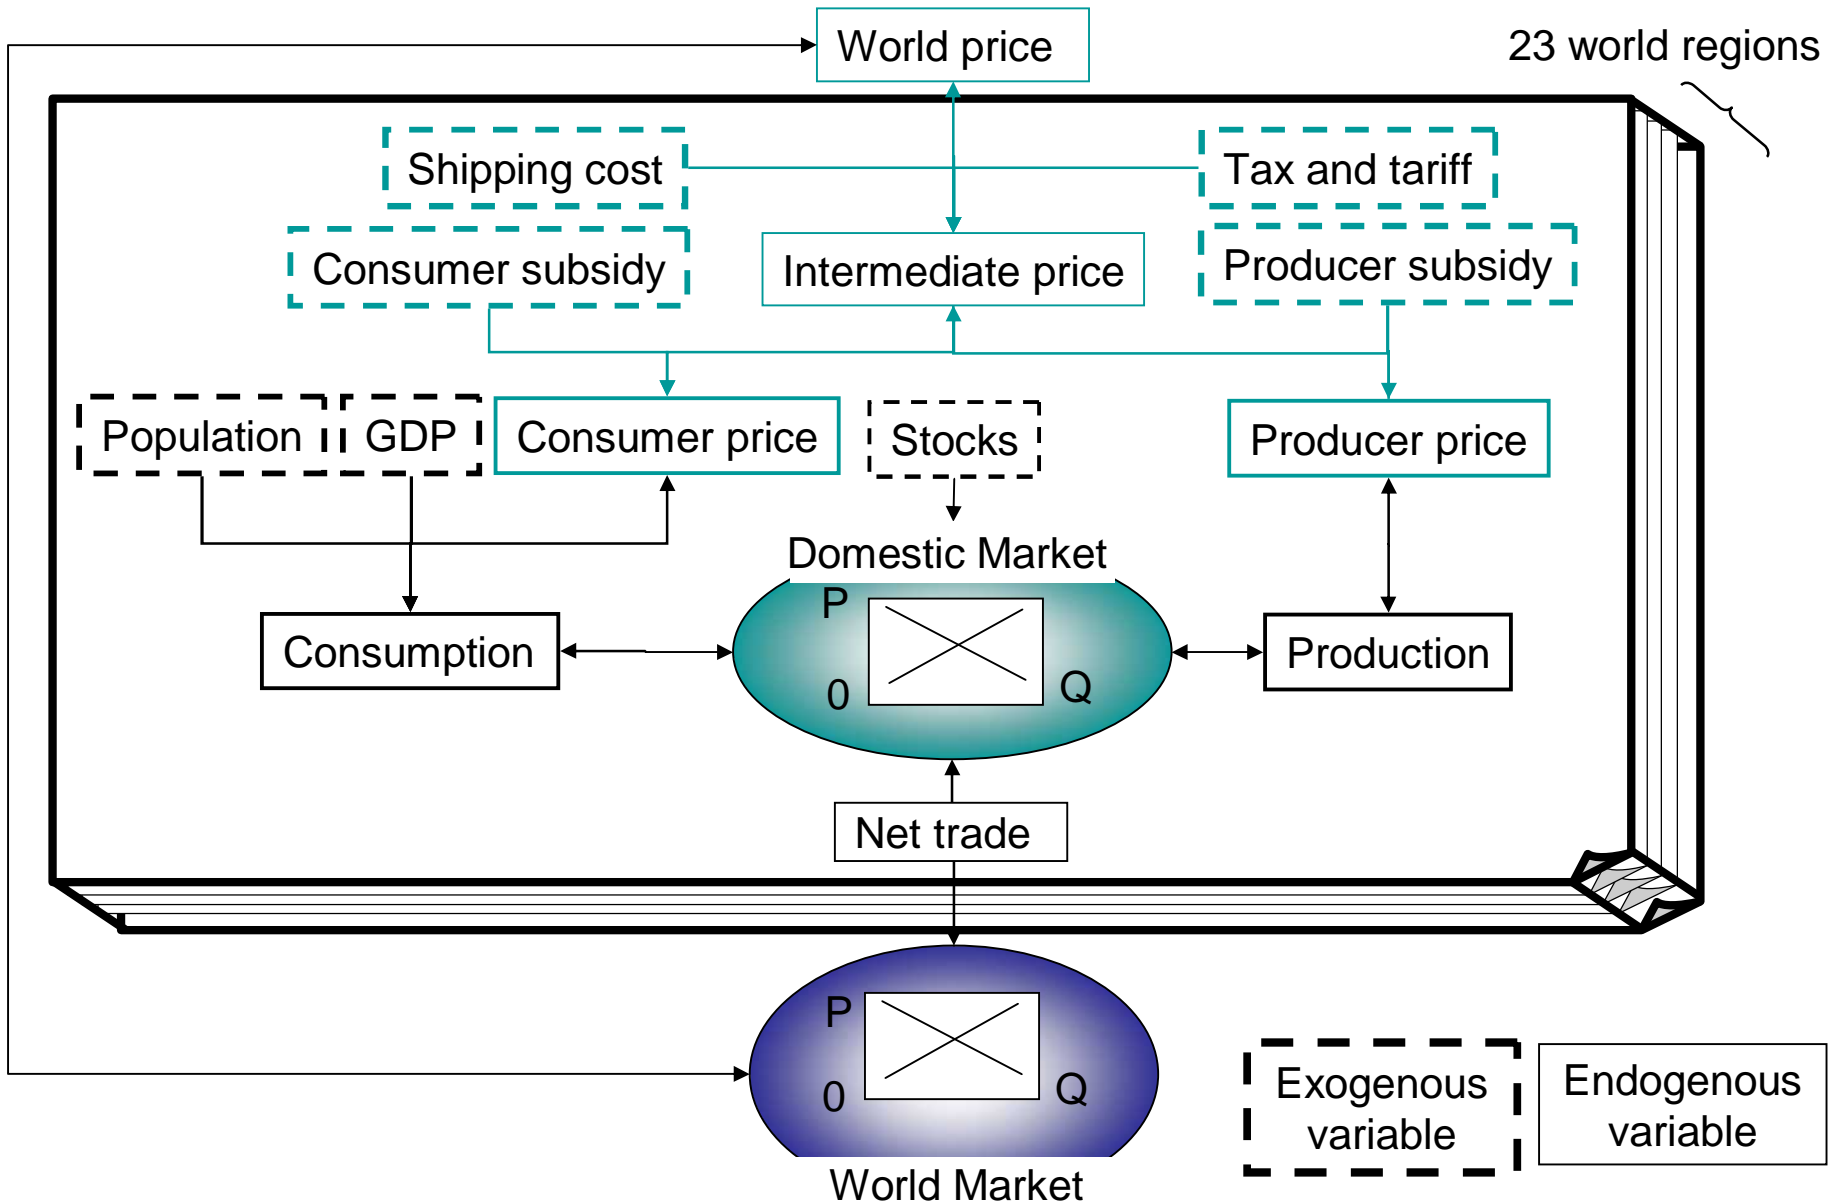 World price
23 world regions
Shipping cost
Tax and tariff
Consumer subsidy
Intermediate price
Producer subsidy
Population
GDP
Consumer price
Stocks
Producer price
Domestic Market
P
Consumption
Production
0
Q
Net trade
P
0
Q
World Market
Exogenous
variable
Endogenous
variable